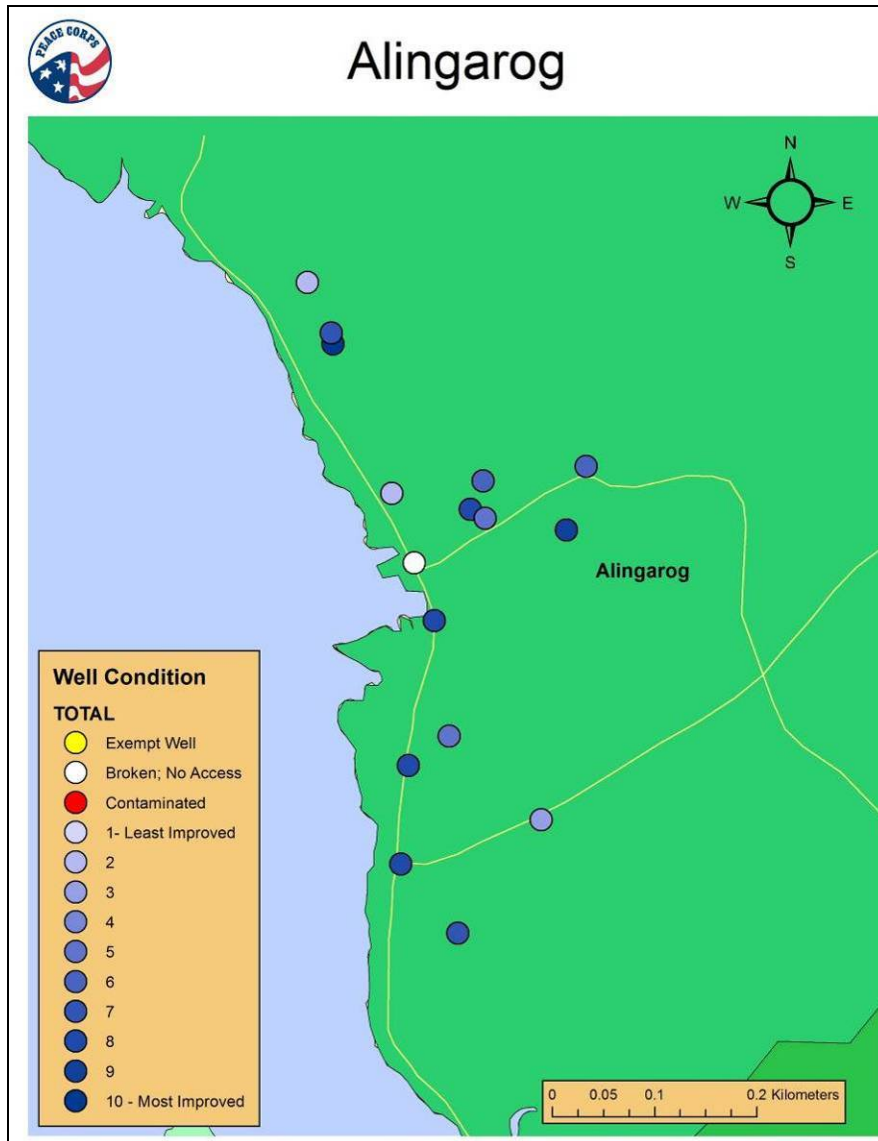 PEACE CORPS
Alingarog
N
W E
S
Alingarog
Well Condition
TOTAL
Exempt Well
Broken; No Access
Contaminated
1- Least Improved
2
3
4
5
6
7
8
9
10 - Most Improved
0 0.05 0.1 0.2 Kilometers